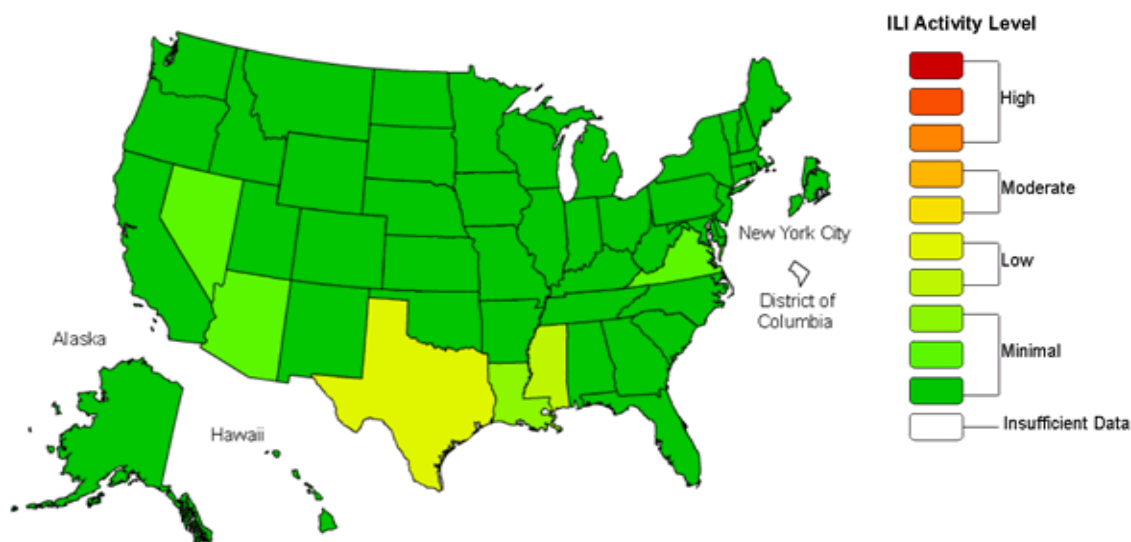 ILI Activity Level
High
Moderate
Low
Minimal
Insufficient Data
New York City
District of
Columbia
Alaska
Hawaii